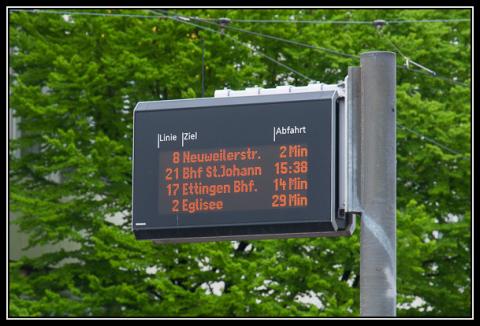 Linie Ziel Abfahrt
8 Neuweilerstr. 2 Min
21 Bhf St.Johann 15:38
17 Ettingen Bhf. 14 Min
2 Eglisee 29 Min